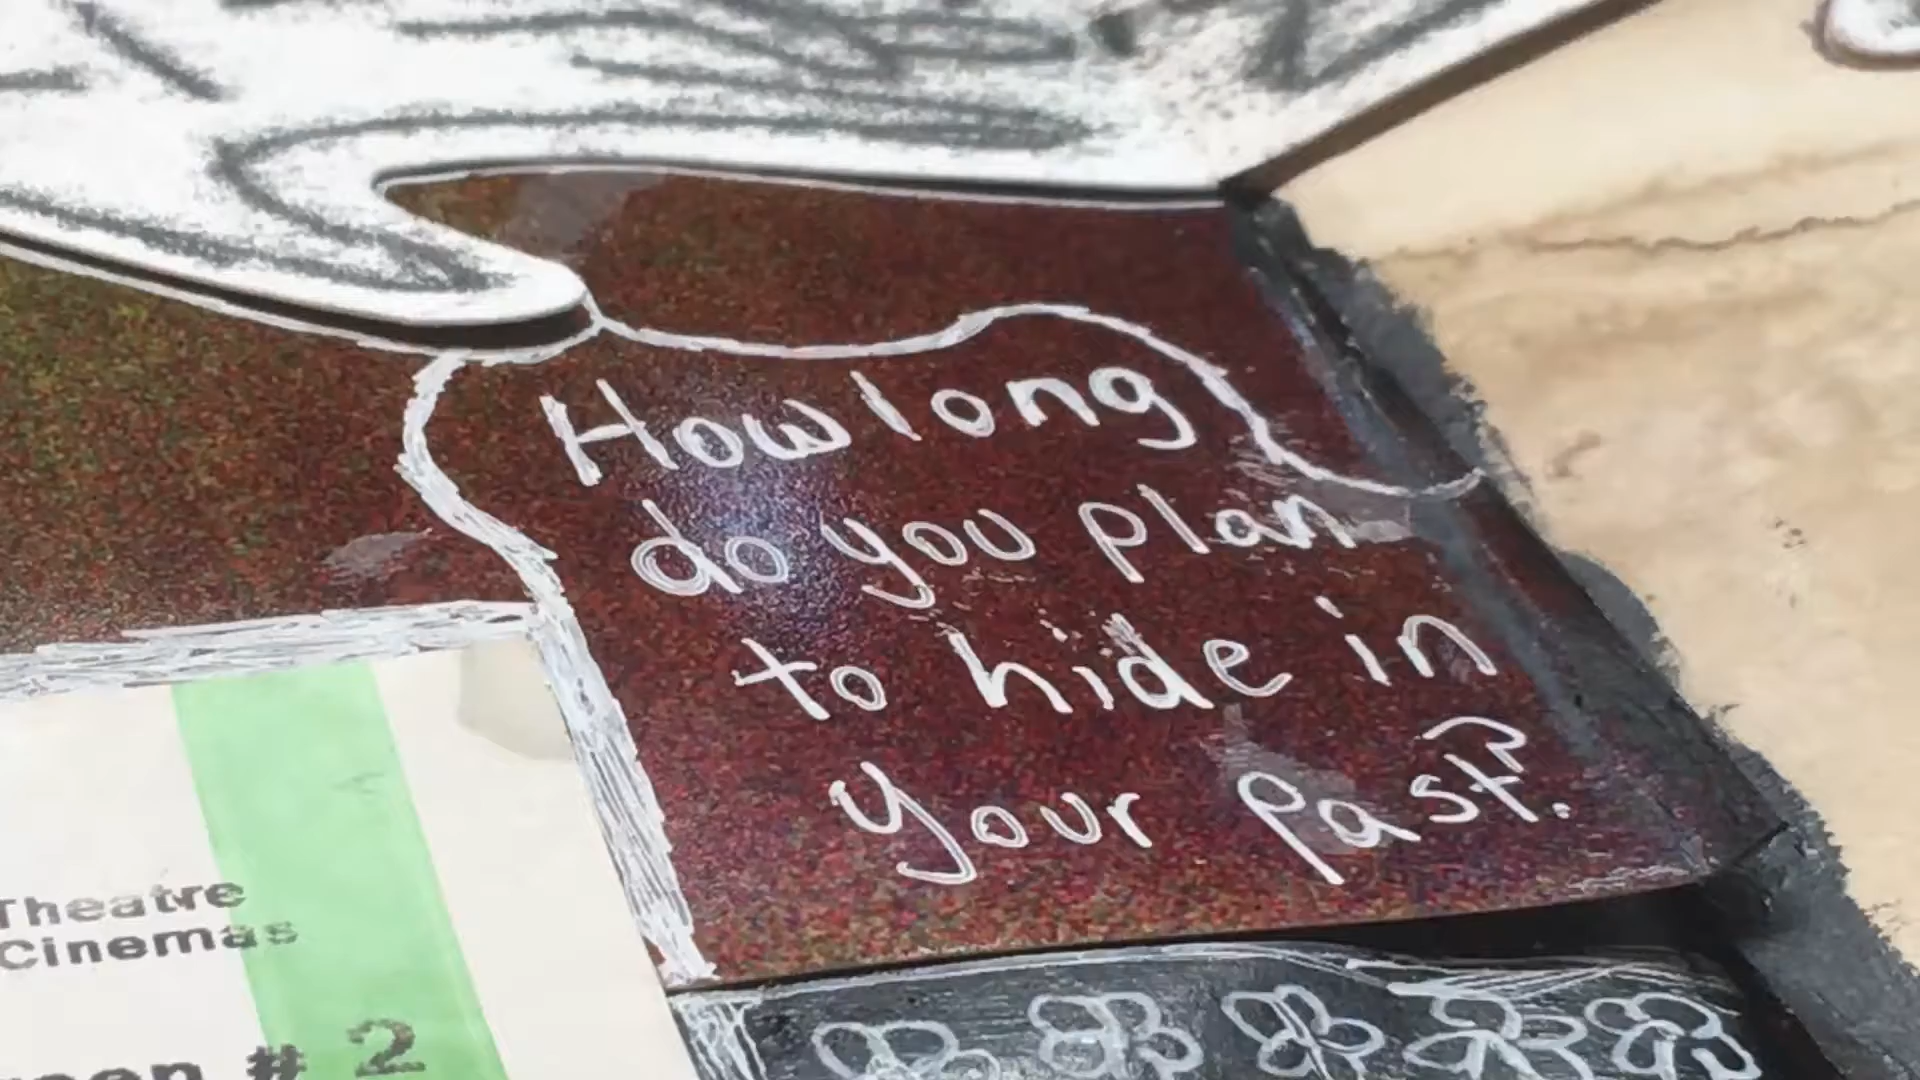 How long
do you plan
to hide in
your past?
Theatre
Cinemas
# 2